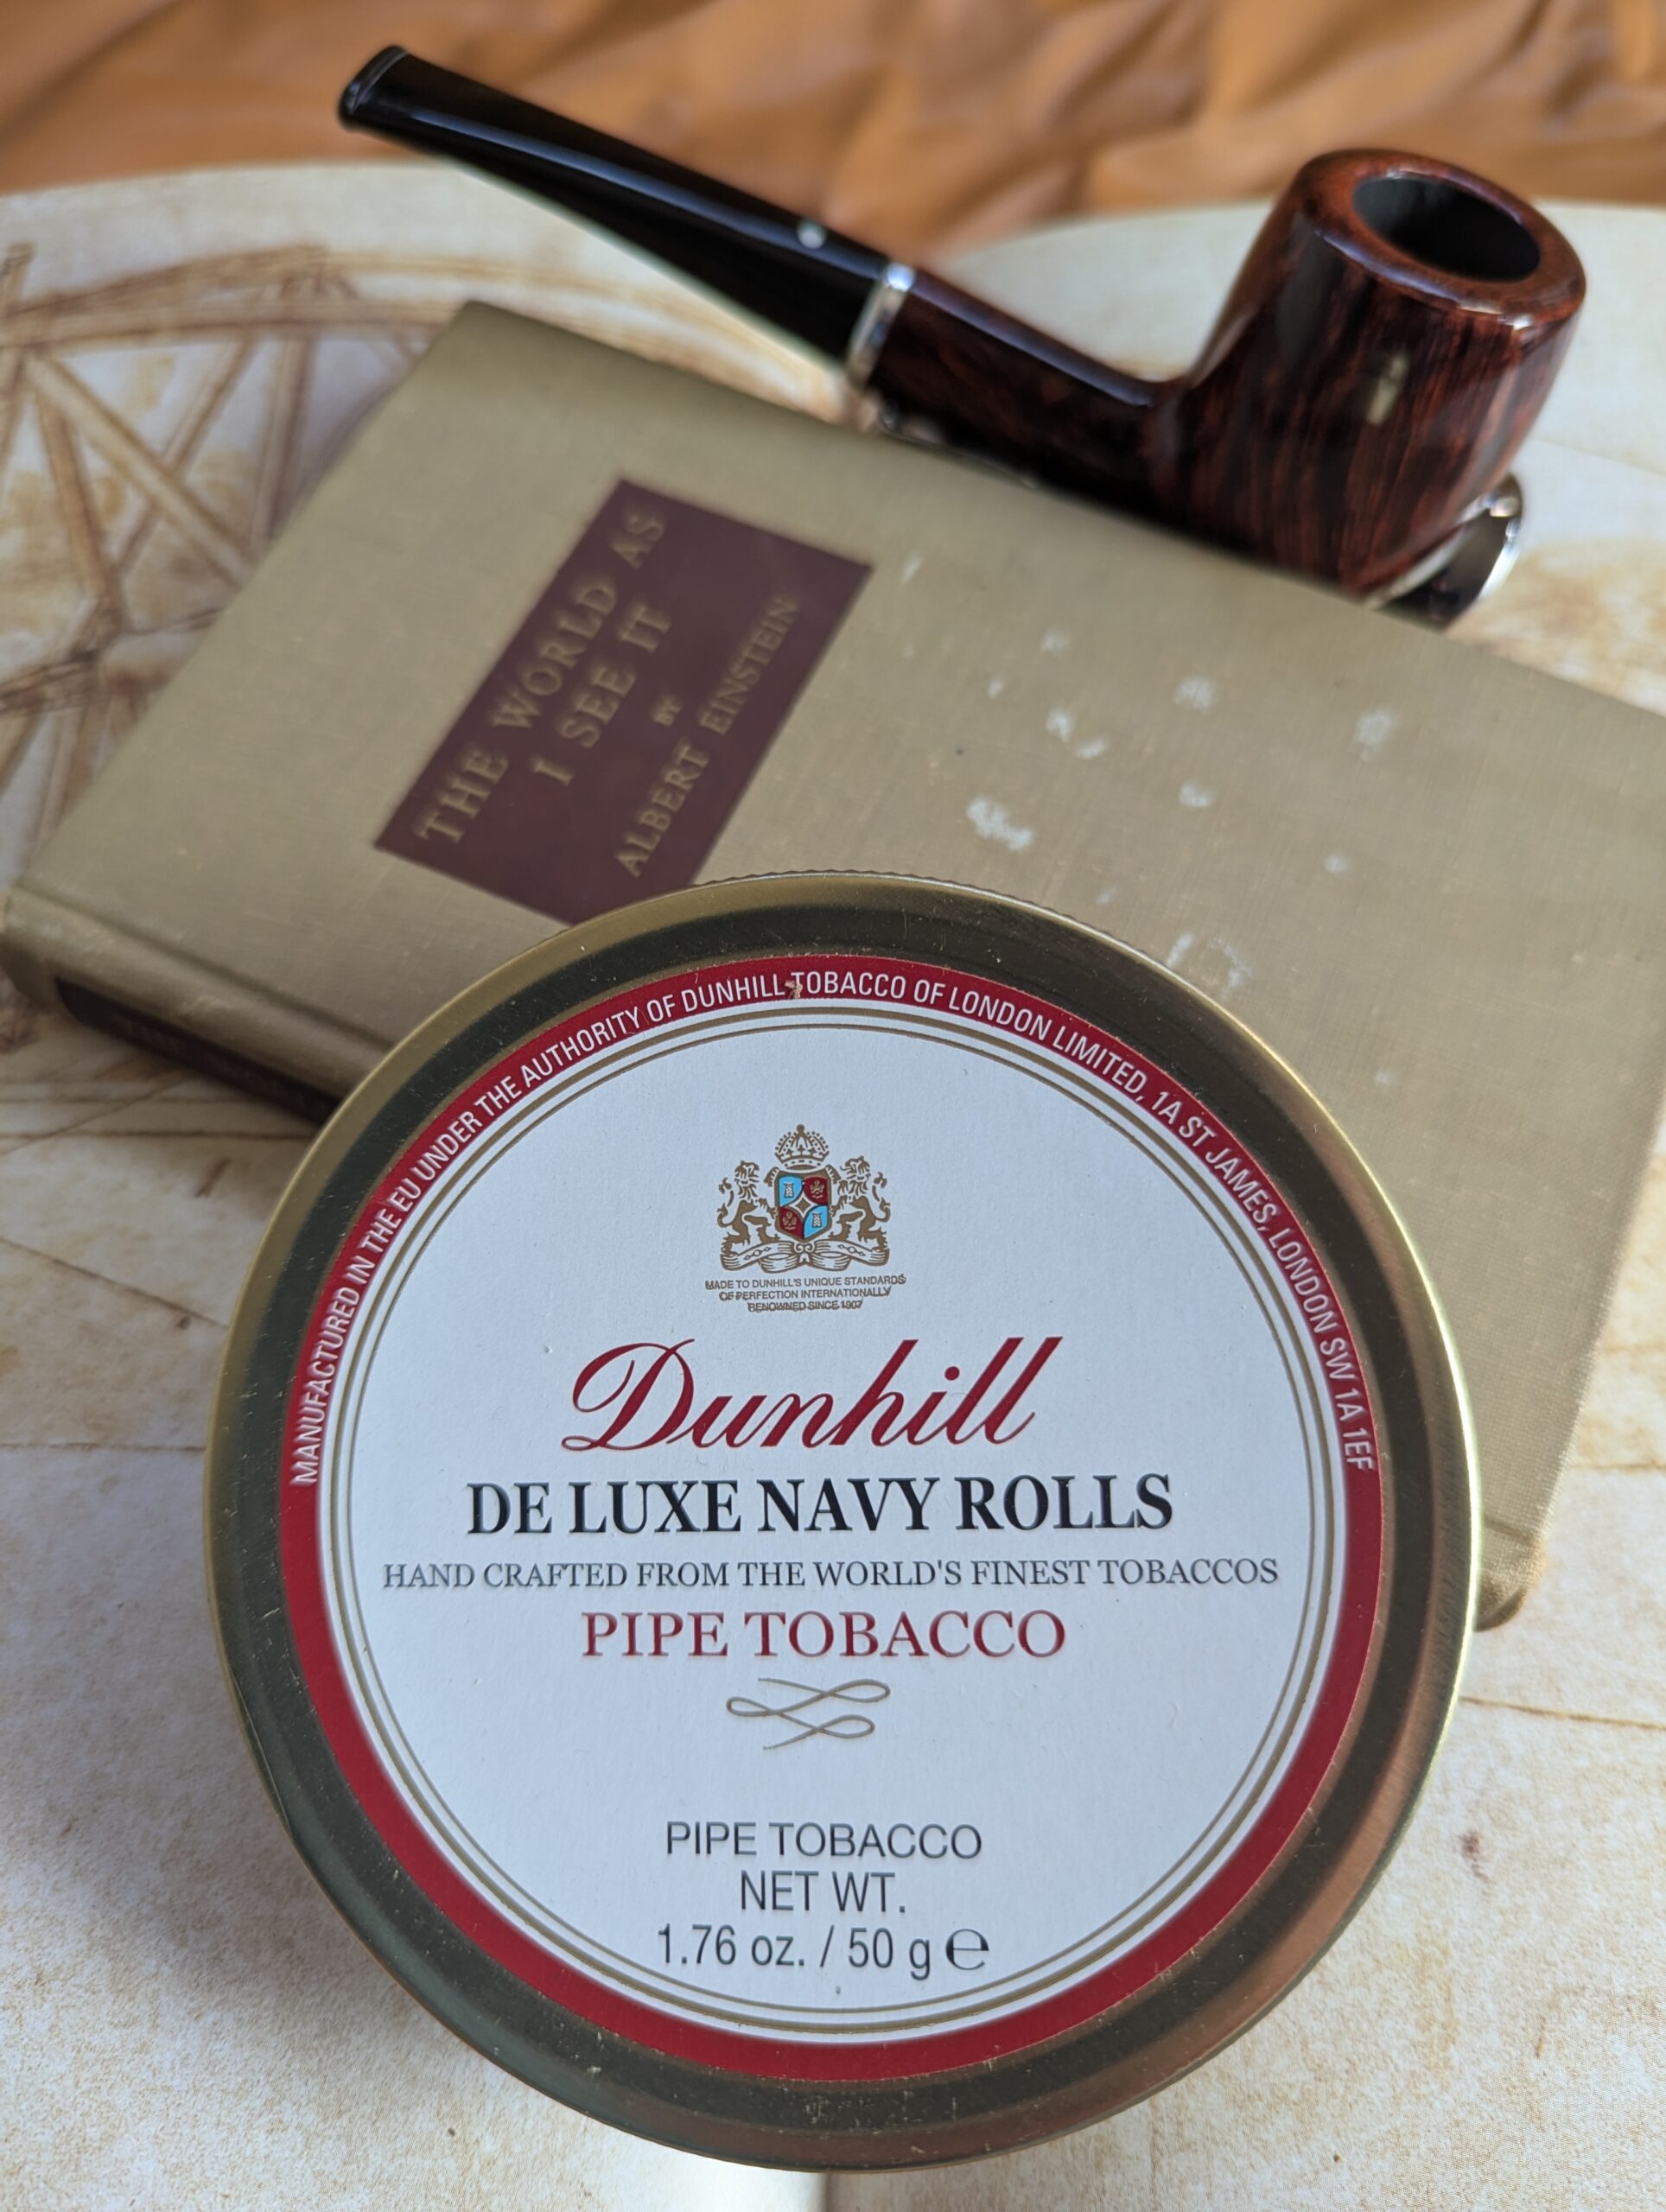 THE WORLD AS
I SEE IT
BY
ALBERT EINSTEIN
MANUFACTURED IN THE EU UNDER THE AUTHORITY OF DUNHILL TOBACCO OF LONDON LIMITED, 1A ST JAMES, LONDON SW 1A 1EF
MADE TO DUNHILL'S UNIQUE STANDARDS
OF PERFECTION INTERNATIONALLY
RENOWNED SINCE 1907
Dunhill
DE LUXE NAVY ROLLS
HAND CRAFTED FROM THE WORLD'S FINEST TOBACCOS
PIPE TOBACCO
PIPE TOBACCO
NET WT.
1.76 oz. / 50 g ℮